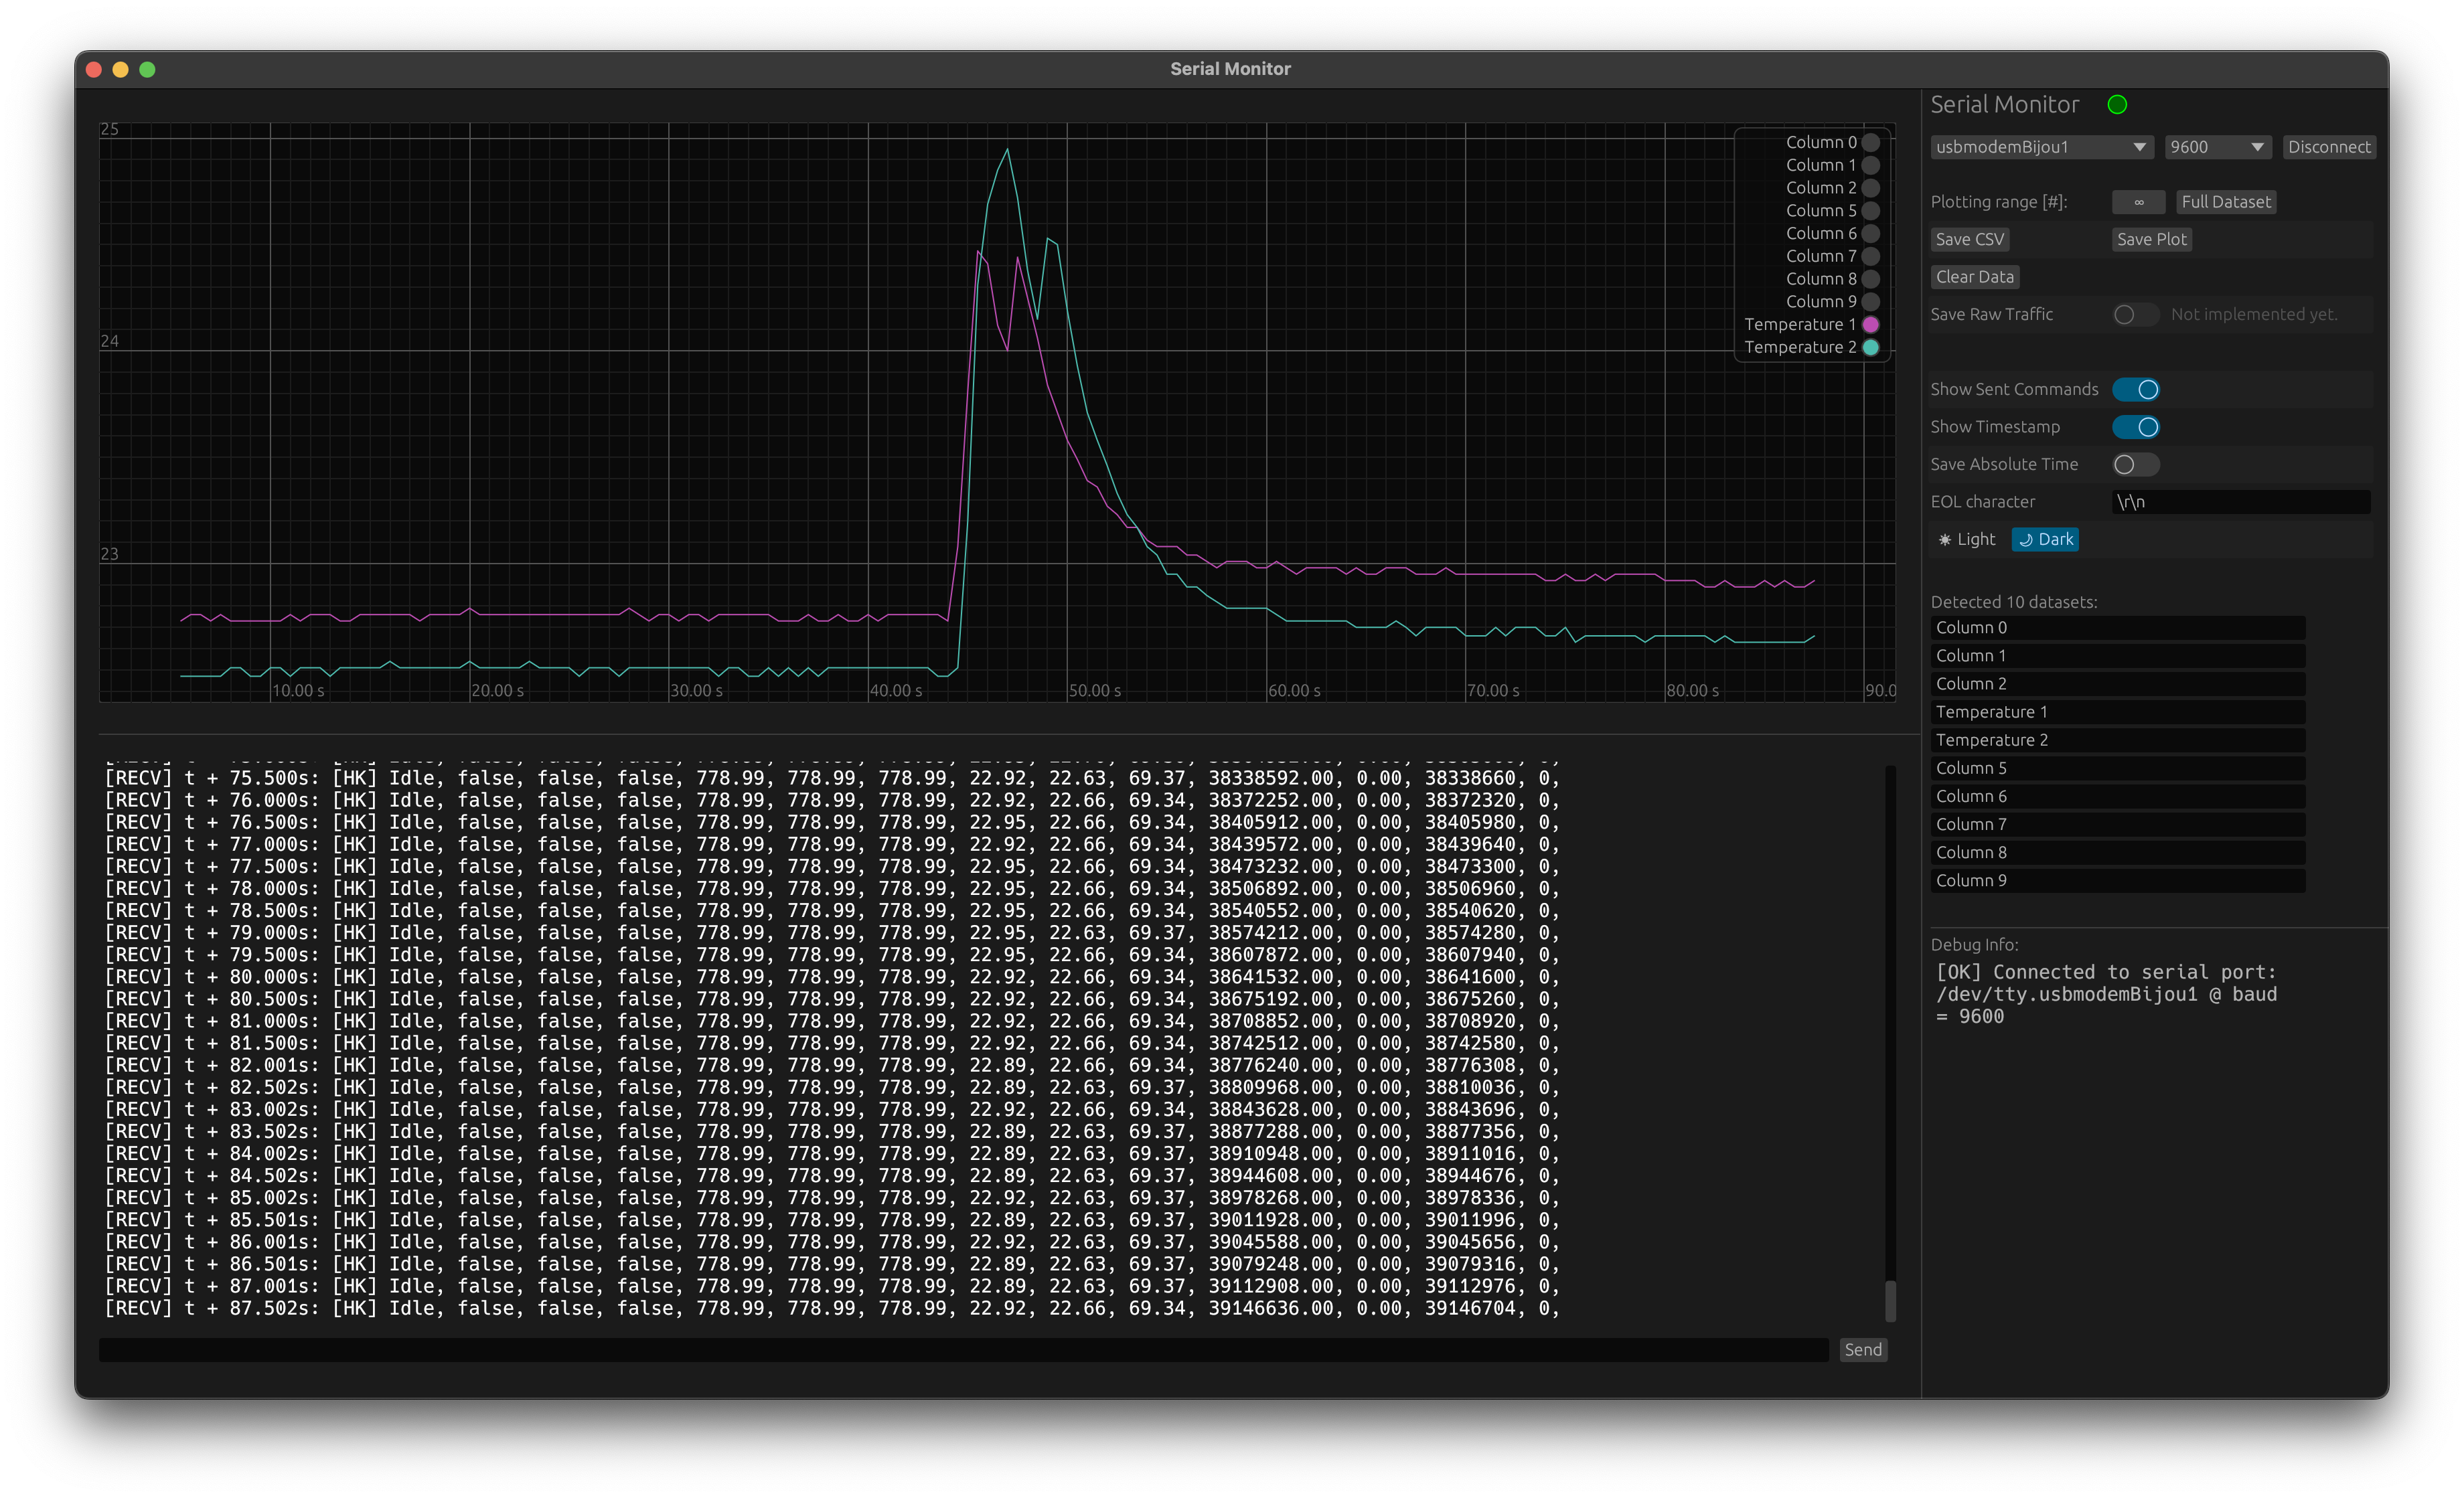 Serial Monitor
25
24
23
10.00 s
20.00 s
30.00 s
40.00 s
50.00 s
60.00 s
70.00 s
80.00 s
90.0
Column 0
Column 1
Column 2
Column 5
Column 6
Column 7
Column 8
Column 9
Temperature 1
Temperature 2
[RECV] t + 75.500s: [HK] Idle, false, false, false, 778.99, 778.99, 778.99, 22.92, 22.63, 69.37, 38338592.00, 0.00, 38338660, 0,
[RECV] t + 76.000s: [HK] Idle, false, false, false, 778.99, 778.99, 778.99, 22.92, 22.66, 69.34, 38372252.00, 0.00, 38372320, 0,
[RECV] t + 76.500s: [HK] Idle, false, false, false, 778.99, 778.99, 778.99, 22.95, 22.66, 69.34, 38405912.00, 0.00, 38405980, 0,
[RECV] t + 77.000s: [HK] Idle, false, false, false, 778.99, 778.99, 778.99, 22.92, 22.66, 69.34, 38439572.00, 0.00, 38439640, 0,
[RECV] t + 77.500s: [HK] Idle, false, false, false, 778.99, 778.99, 778.99, 22.95, 22.66, 69.34, 38473232.00, 0.00, 38473300, 0,
[RECV] t + 78.000s: [HK] Idle, false, false, false, 778.99, 778.99, 778.99, 22.95, 22.66, 69.34, 38506892.00, 0.00, 38506960, 0,
[RECV] t + 78.500s: [HK] Idle, false, false, false, 778.99, 778.99, 778.99, 22.95, 22.66, 69.34, 38540552.00, 0.00, 38540620, 0,
[RECV] t + 79.000s: [HK] Idle, false, false, false, 778.99, 778.99, 778.99, 22.95, 22.63, 69.37, 38574212.00, 0.00, 38574280, 0,
[RECV] t + 79.500s: [HK] Idle, false, false, false, 778.99, 778.99, 778.99, 22.95, 22.66, 69.34, 38607872.00, 0.00, 38607940, 0,
[RECV] t + 80.000s: [HK] Idle, false, false, false, 778.99, 778.99, 778.99, 22.92, 22.66, 69.34, 38641532.00, 0.00, 38641600, 0,
[RECV] t + 80.500s: [HK] Idle, false, false, false, 778.99, 778.99, 778.99, 22.92, 22.66, 69.34, 38675192.00, 0.00, 38675260, 0,
[RECV] t + 81.000s: [HK] Idle, false, false, false, 778.99, 778.99, 778.99, 22.92, 22.66, 69.34, 38708852.00, 0.00, 38708920, 0,
[RECV] t + 81.500s: [HK] Idle, false, false, false, 778.99, 778.99, 778.99, 22.92, 22.66, 69.34, 38742512.00, 0.00, 38742580, 0,
[RECV] t + 82.001s: [HK] Idle, false, false, false, 778.99, 778.99, 778.99, 22.89, 22.66, 69.34, 38776240.00, 0.00, 38776308, 0,
[RECV] t + 82.502s: [HK] Idle, false, false, false, 778.99, 778.99, 778.99, 22.89, 22.63, 69.37, 38809968.00, 0.00, 38810036, 0,
[RECV] t + 83.002s: [HK] Idle, false, false, false, 778.99, 778.99, 778.99, 22.92, 22.66, 69.34, 38843628.00, 0.00, 38843696, 0,
[RECV] t + 83.502s: [HK] Idle, false, false, false, 778.99, 778.99, 778.99, 22.89, 22.63, 69.37, 38877288.00, 0.00, 38877356, 0,
[RECV] t + 84.002s: [HK] Idle, false, false, false, 778.99, 778.99, 778.99, 22.89, 22.63, 69.37, 38910948.00, 0.00, 38911016, 0,
[RECV] t + 84.502s: [HK] Idle, false, false, false, 778.99, 778.99, 778.99, 22.89, 22.63, 69.37, 38944608.00, 0.00, 38944676, 0,
[RECV] t + 85.002s: [HK] Idle, false, false, false, 778.99, 778.99, 778.99, 22.92, 22.63, 69.37, 38978268.00, 0.00, 38978336, 0,
[RECV] t + 85.501s: [HK] Idle, false, false, false, 778.99, 778.99, 778.99, 22.89, 22.63, 69.37, 39011928.00, 0.00, 39011996, 0,
[RECV] t + 86.001s: [HK] Idle, false, false, false, 778.99, 778.99, 778.99, 22.92, 22.63, 69.37, 39045588.00, 0.00, 39045656, 0,
[RECV] t + 86.501s: [HK] Idle, false, false, false, 778.99, 778.99, 778.99, 22.89, 22.63, 69.37, 39079248.00, 0.00, 39079316, 0,
[RECV] t + 87.001s: [HK] Idle, false, false, false, 778.99, 778.99, 778.99, 22.89, 22.63, 69.37, 39112908.00, 0.00, 39112976, 0,
[RECV] t + 87.502s: [HK] Idle, false, false, false, 778.99, 778.99, 778.99, 22.92, 22.66, 69.34, 39146636.00, 0.00, 39146704, 0,
Send
Serial Monitor
usbmodemBijou1 9600 Disconnect
Plotting range [#]: ∞ Full Dataset
Save CSV Save Plot
Clear Data
Save Raw Traffic Not implemented yet.
Show Sent Commands
Show Timestamp
Save Absolute Time
EOL character \r\n
Light Dark
Detected 10 datasets:
Column 0
Column 1
Column 2
Temperature 1
Temperature 2
Column 5
Column 6
Column 7
Column 8
Column 9
Debug Info:
[OK] Connected to serial port:
/dev/tty.usbmodemBijou1 @ baud
= 9600